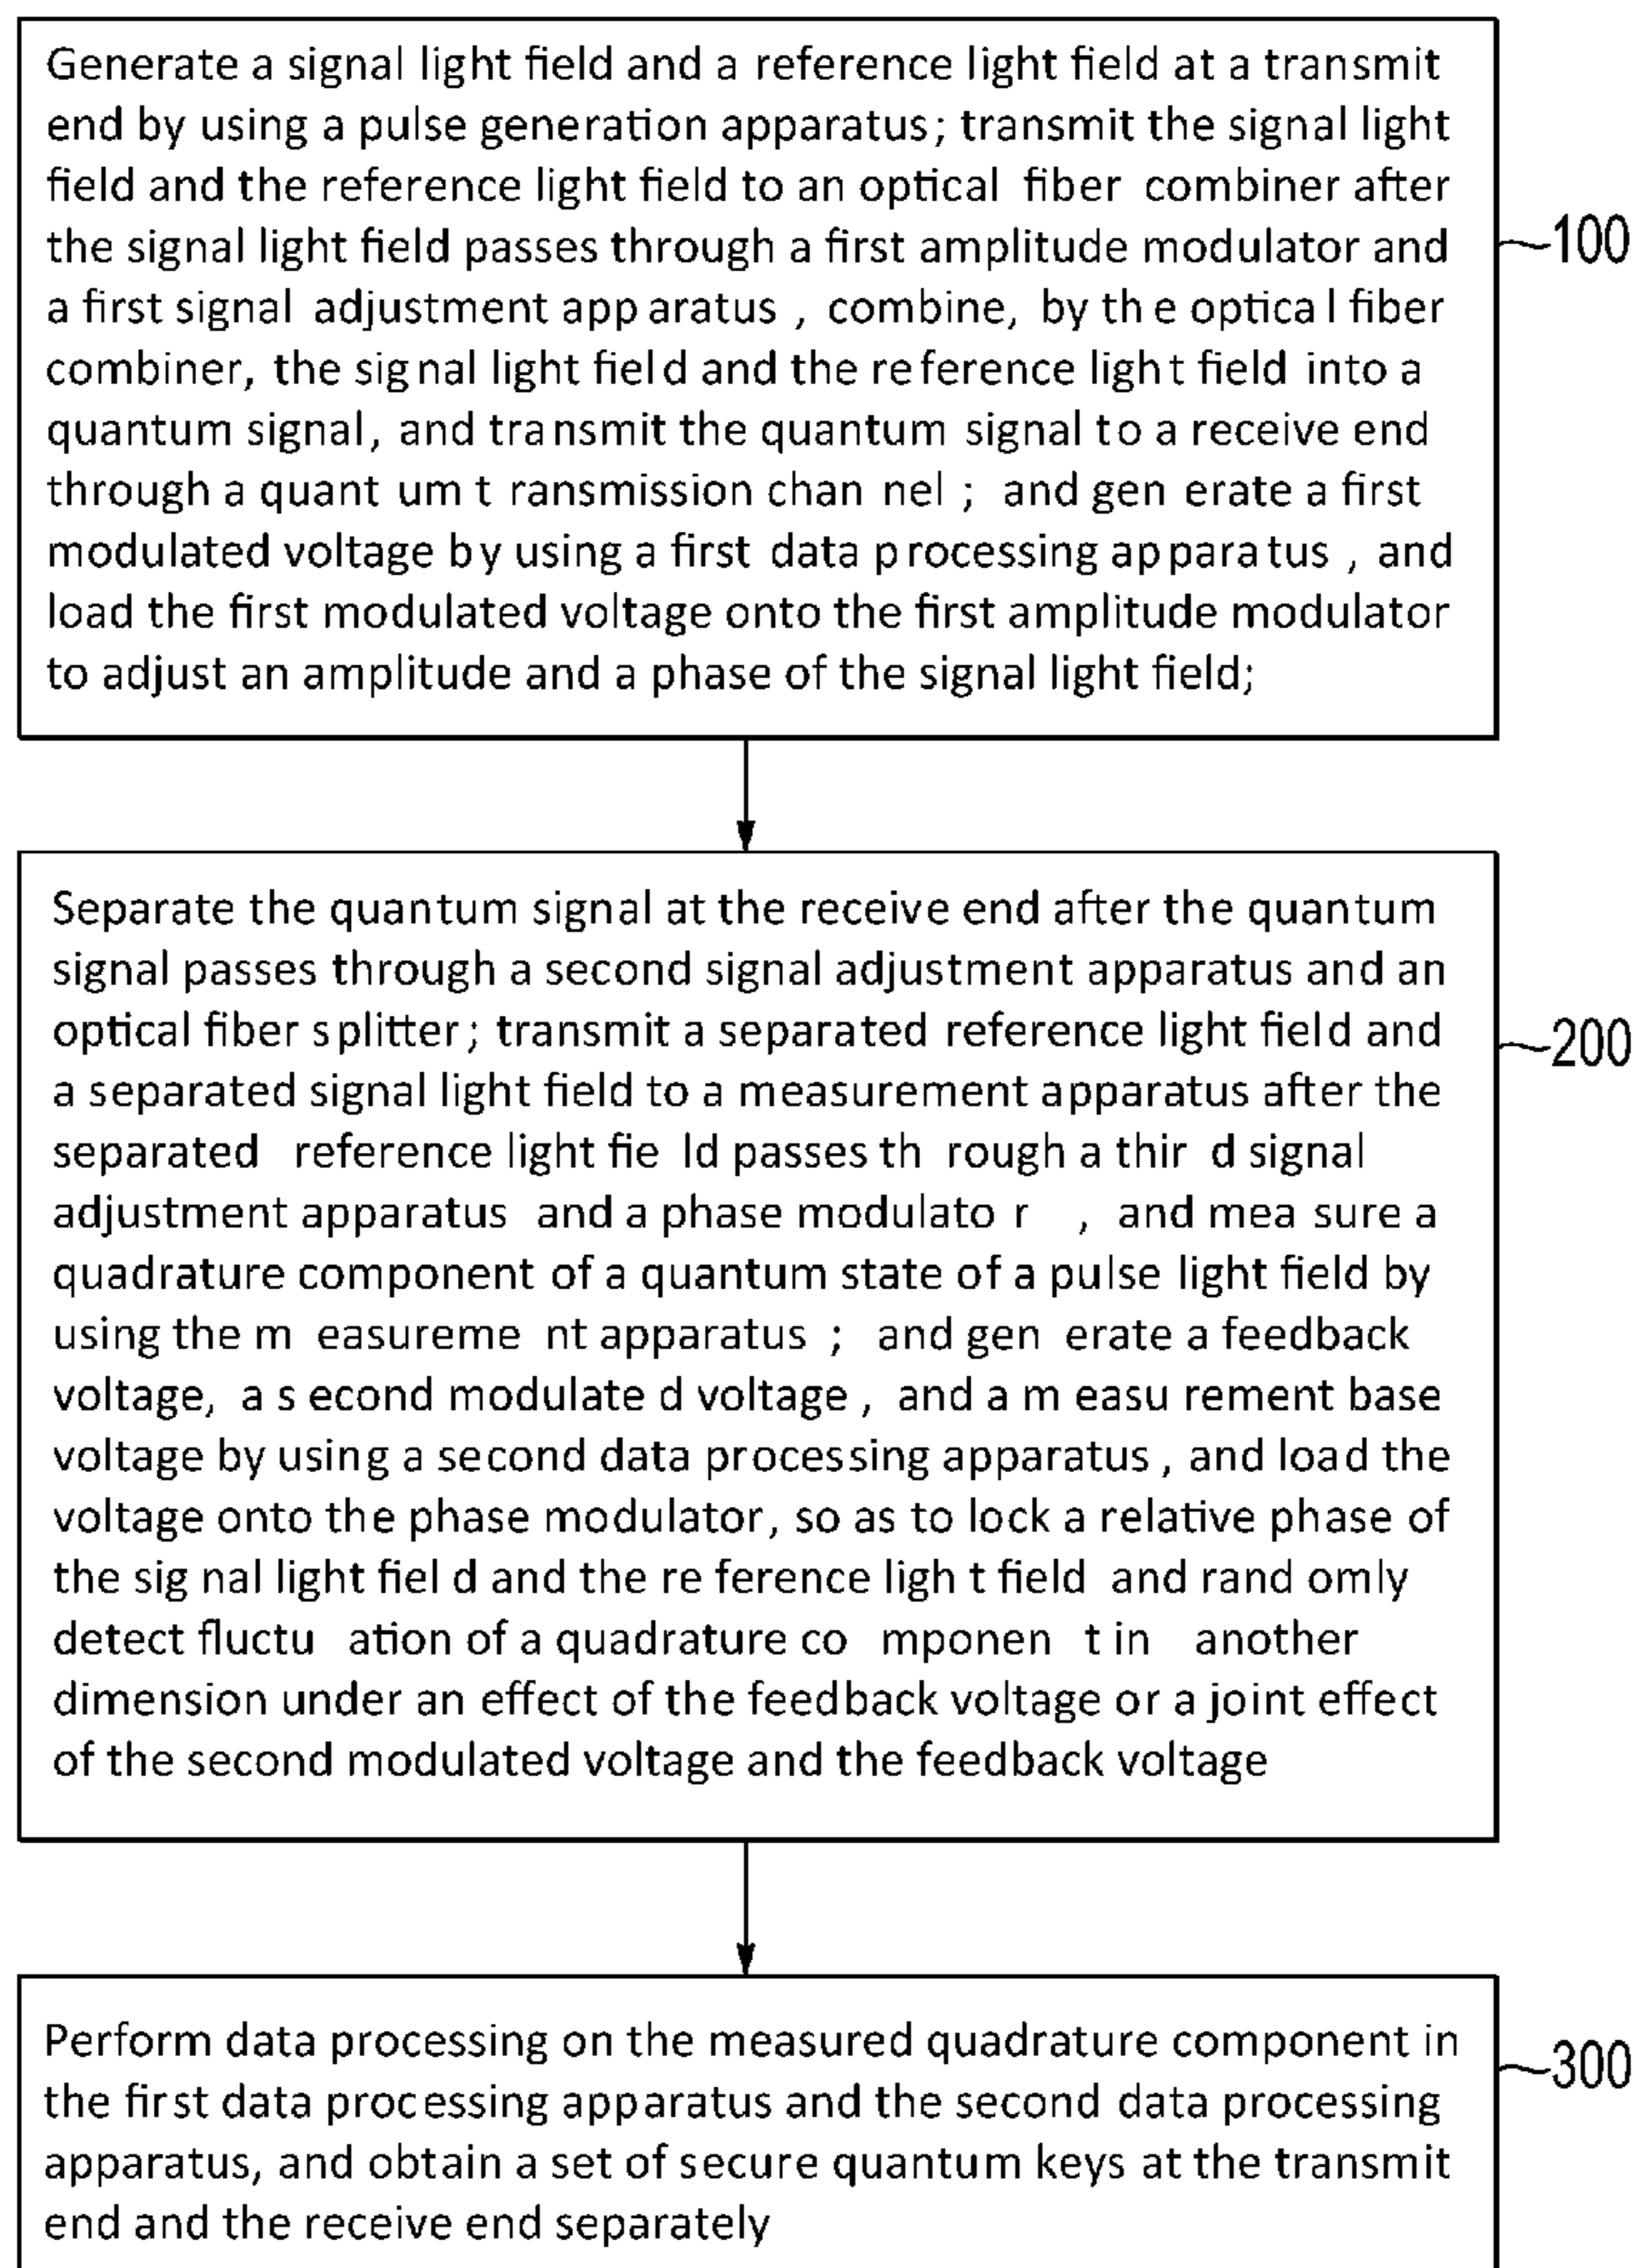 Generate a signal light field and a reference light field at a transmit
end by using a pulse generation apparatus; transmit the signal light
field and the reference light field to an optical fiber combiner after
the signal light field passes through a first amplitude modulator and
a first signal adjustment apparatus , combine, by the optical fiber
combiner, the signal light field and the reference light field into a
quantum signal, and transmit the quantum signal to a receive end
through a quantum transmission channel ; and generate a first
modulated voltage by using a first data processing apparatus , and
load the first modulated voltage onto the first amplitude modulator
to adjust an amplitude and a phase of the signal light field;
100
Separate the quantum signal at the receive end after the quantum
signal passes through a second signal adjustment apparatus and an
optical fiber splitter; transmit a separated reference light field and
a separated signal light field to a measurement apparatus after the
separated reference light field passes through a third signal
adjustment apparatus and a phase modulator , and measure a
quadrature component of a quantum state of a pulse light field by
using the measurement apparatus ; and generate a feedback
voltage, a second modulated voltage , and a measurement base
voltage by using a second data processing apparatus , and load the
voltage onto the phase modulator, so as to lock a relative phase of
the signal light field and the reference light field and randomly
detect fluctuation of a quadrature component in another
dimension under an effect of the feedback voltage or a joint effect
of the second modulated voltage and the feedback voltage
200
Perform data processing on the measured quadrature component in
the first data processing apparatus and the second data processing
apparatus, and obtain a set of secure quantum keys at the transmit
end and the receive end separately
300